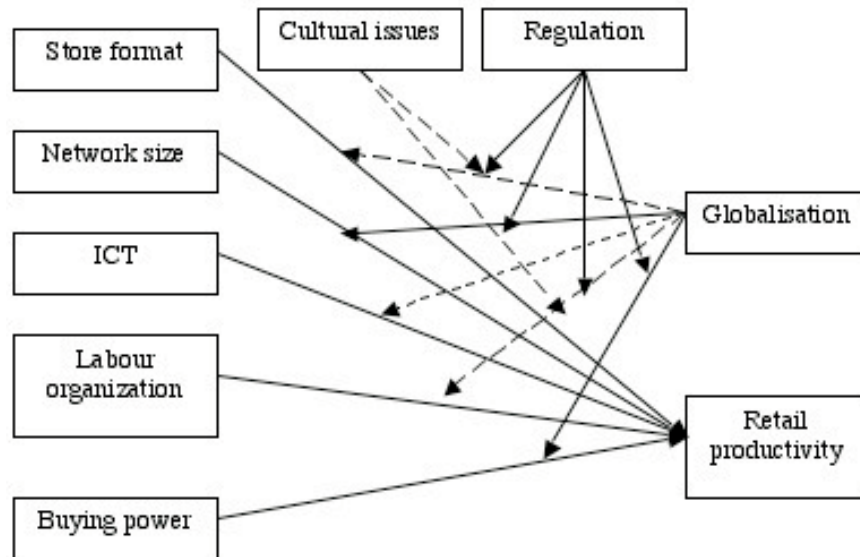 Cultural issues
Regulation
Store format
Network size
Globalisation
ICT
Labour
organization
Retail
productivity
Buying power